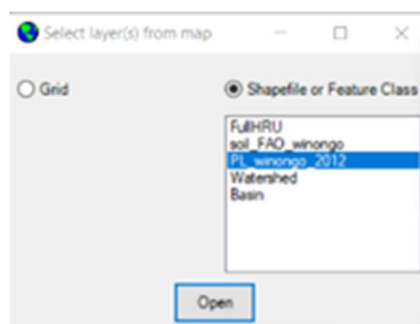 Select layer(s) from map
Grid
Shapefile or Feature Class
FullHRU
soil_FAO_winongo
PL_winongo_2012
Watershed
Basin
Open